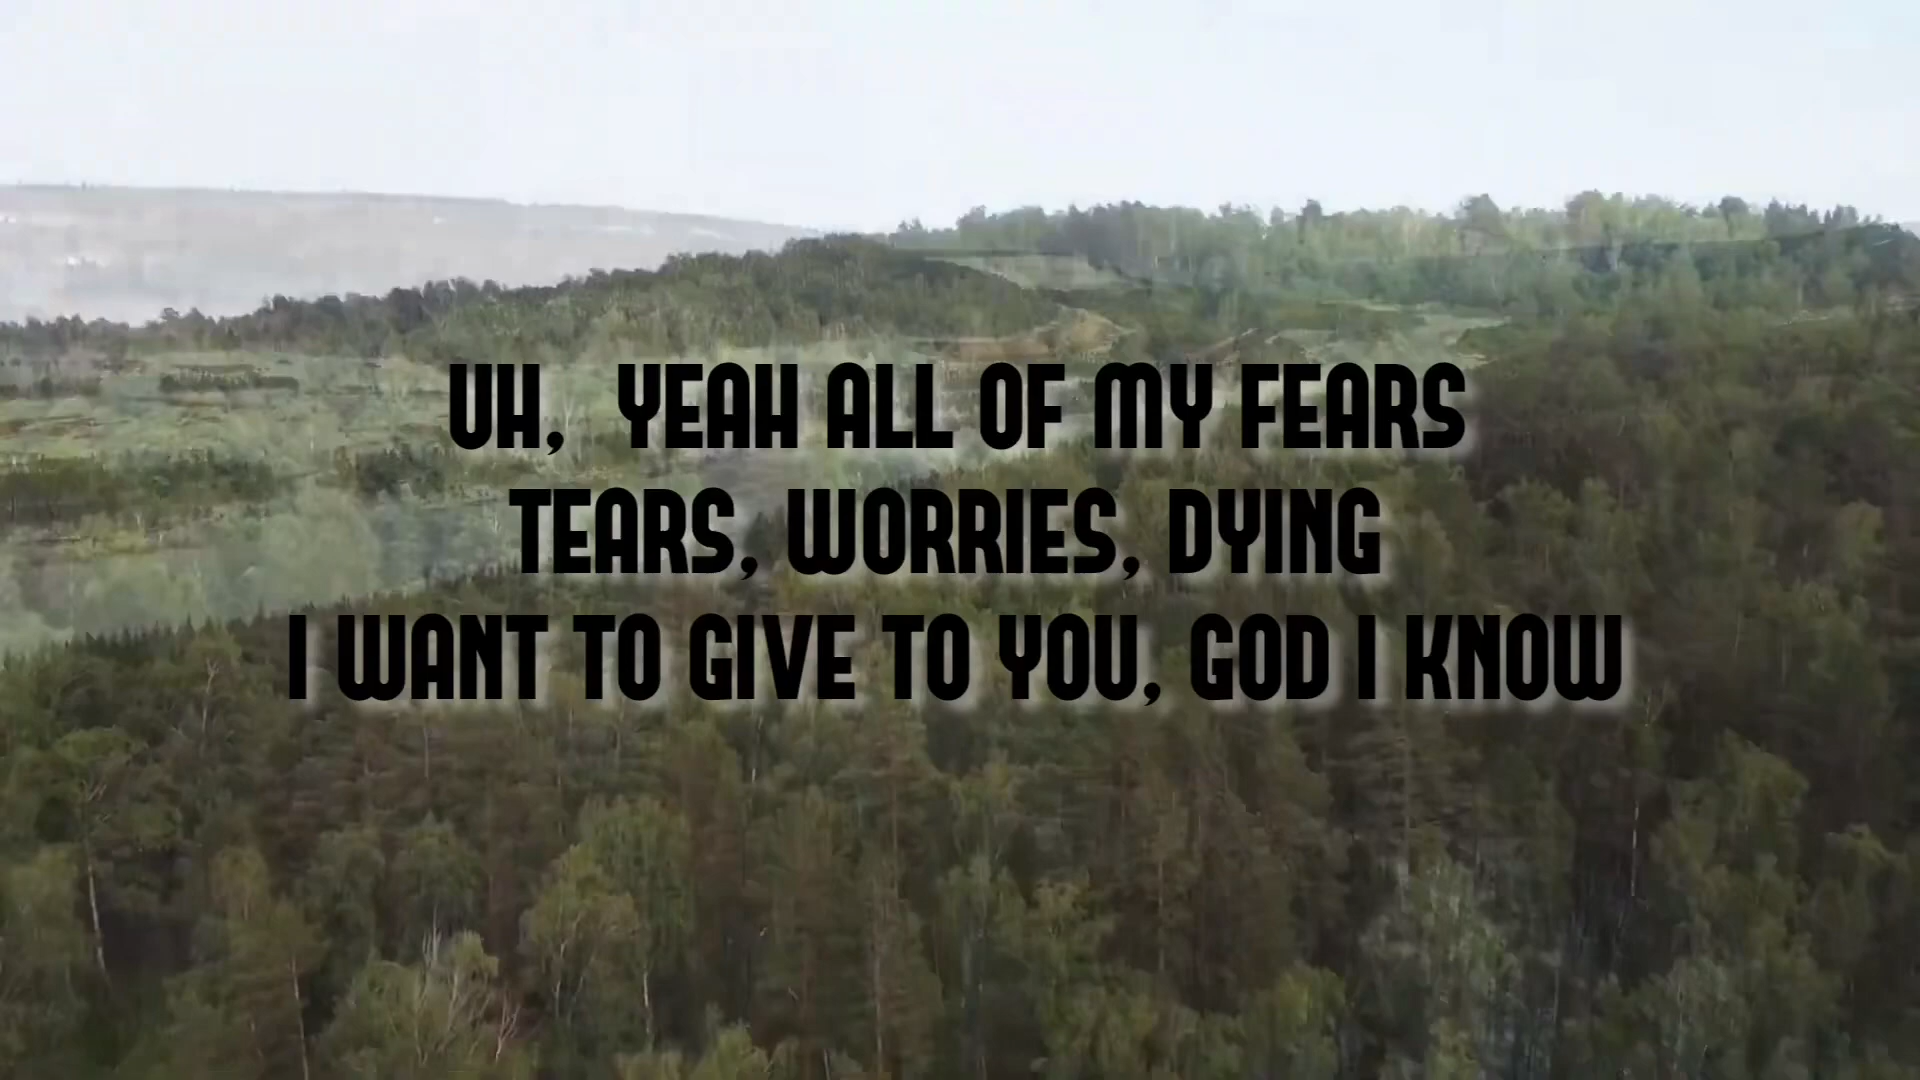 UH, YEAH ALL OF MY FEARS
TEARS, WORRIES, DYING
I WANT TO GIVE TO YOU, GOD I KNOW